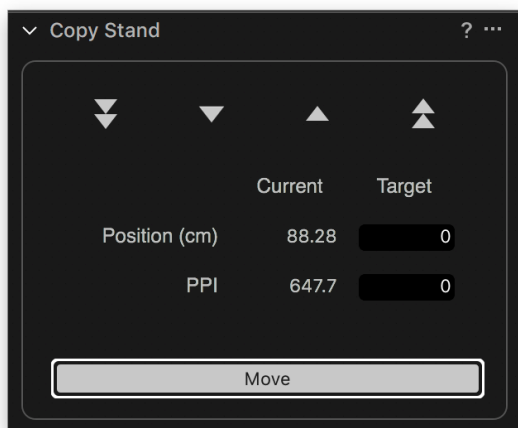 Copy Stand ? ...
Current Target
Position (cm) 88.28 0
PPI 647.7 0
Move